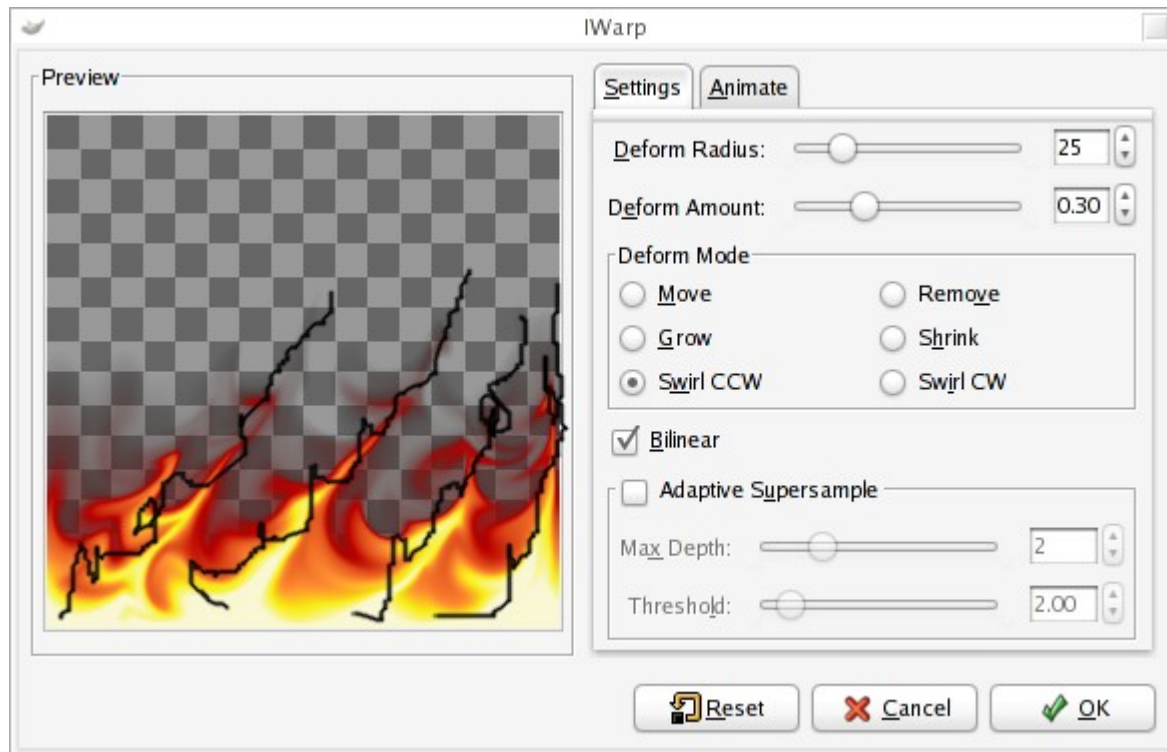 IWarp
Preview
Settings Animate
Deform Radius: 25
Deform Amount: 0.30
Deform Mode
Move Remove
Grow Shrink
Swirl CCW Swirl CW
Bilinear
Adaptive Supersample
Max Depth: 2
Threshold: 2.00
Reset Cancel OK